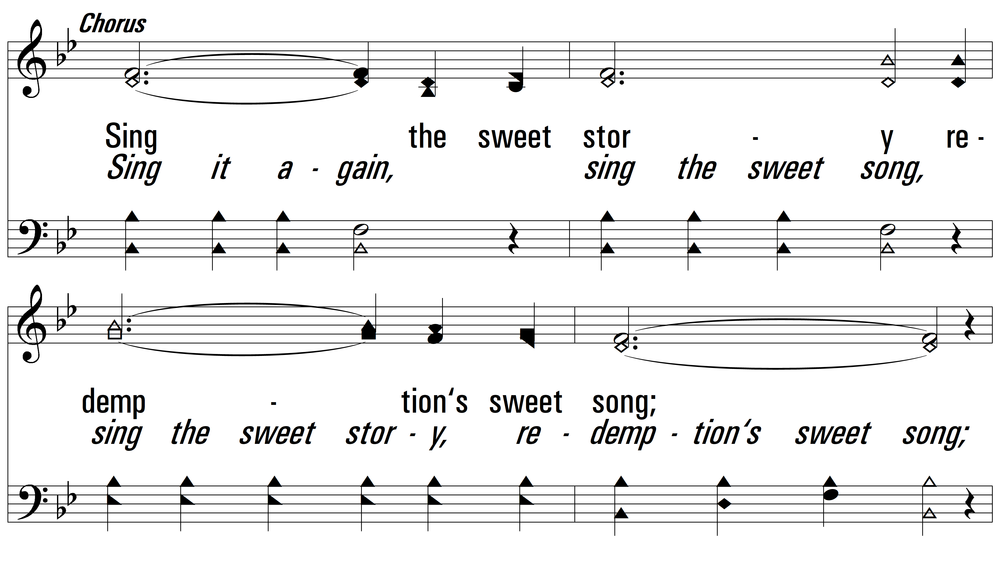 Chorus
Sing the sweet stor - y re -
Sing it a - gain, sing the sweet song,
demp - tion‘s sweet song;
sing the sweet stor - y, re - demp - tion‘s sweet song;